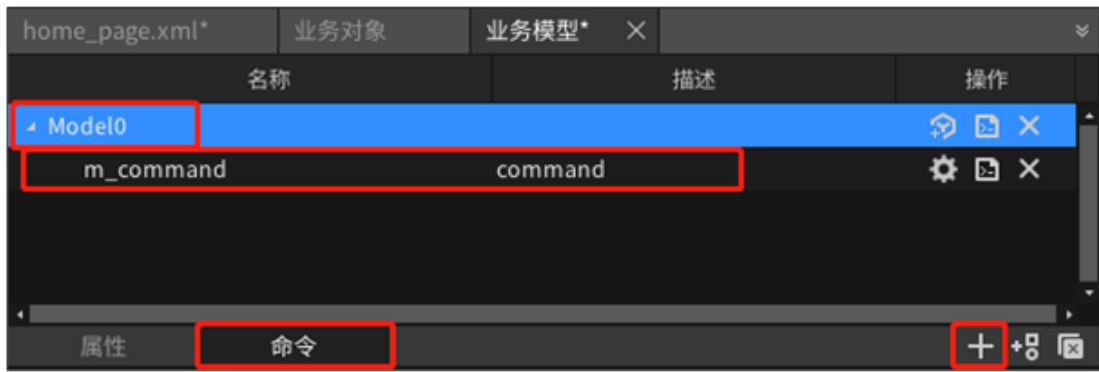 home_page.xml* 业务对象 业务模型*
名称 描述 操作
Model0
m_command command
属性 命令